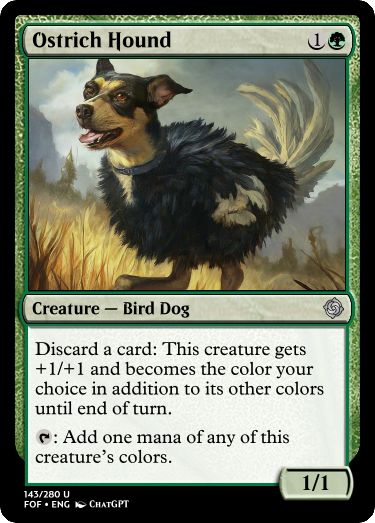 Ostrich Hound 1
Creature — Bird Dog
Discard a card: This creature gets
+1/+1 and becomes the color your
choice in addition to its other colors
until end of turn.
: Add one mana of any of this
creature's colors.
1/1
143/280 U
FOF • ENG ChatGPT